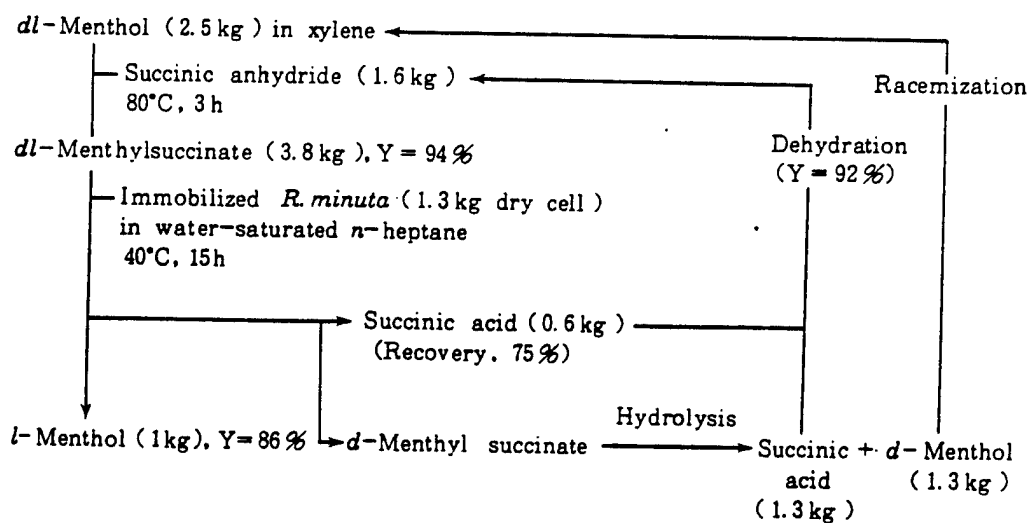 dl-Menthol (2.5 kg) in xylene
Succinic anhydride (1.6 kg)
80°C, 3 h
Racemization
dl-Menthylsuccinate (3.8 kg), Y = 94 %
Dehydration
(Y = 92 %)
Immobilized R. minuta (1.3 kg dry cell)
in water-saturated n-heptane
40°C, 15h
Succinic acid (0.6 kg)
(Recovery. 75 %)
l-Menthol (1 kg), Y = 86 %
d-Menthyl succinate
Hydrolysis
Succinic + d-Menthol
acid (1.3 kg)
(1.3 kg)